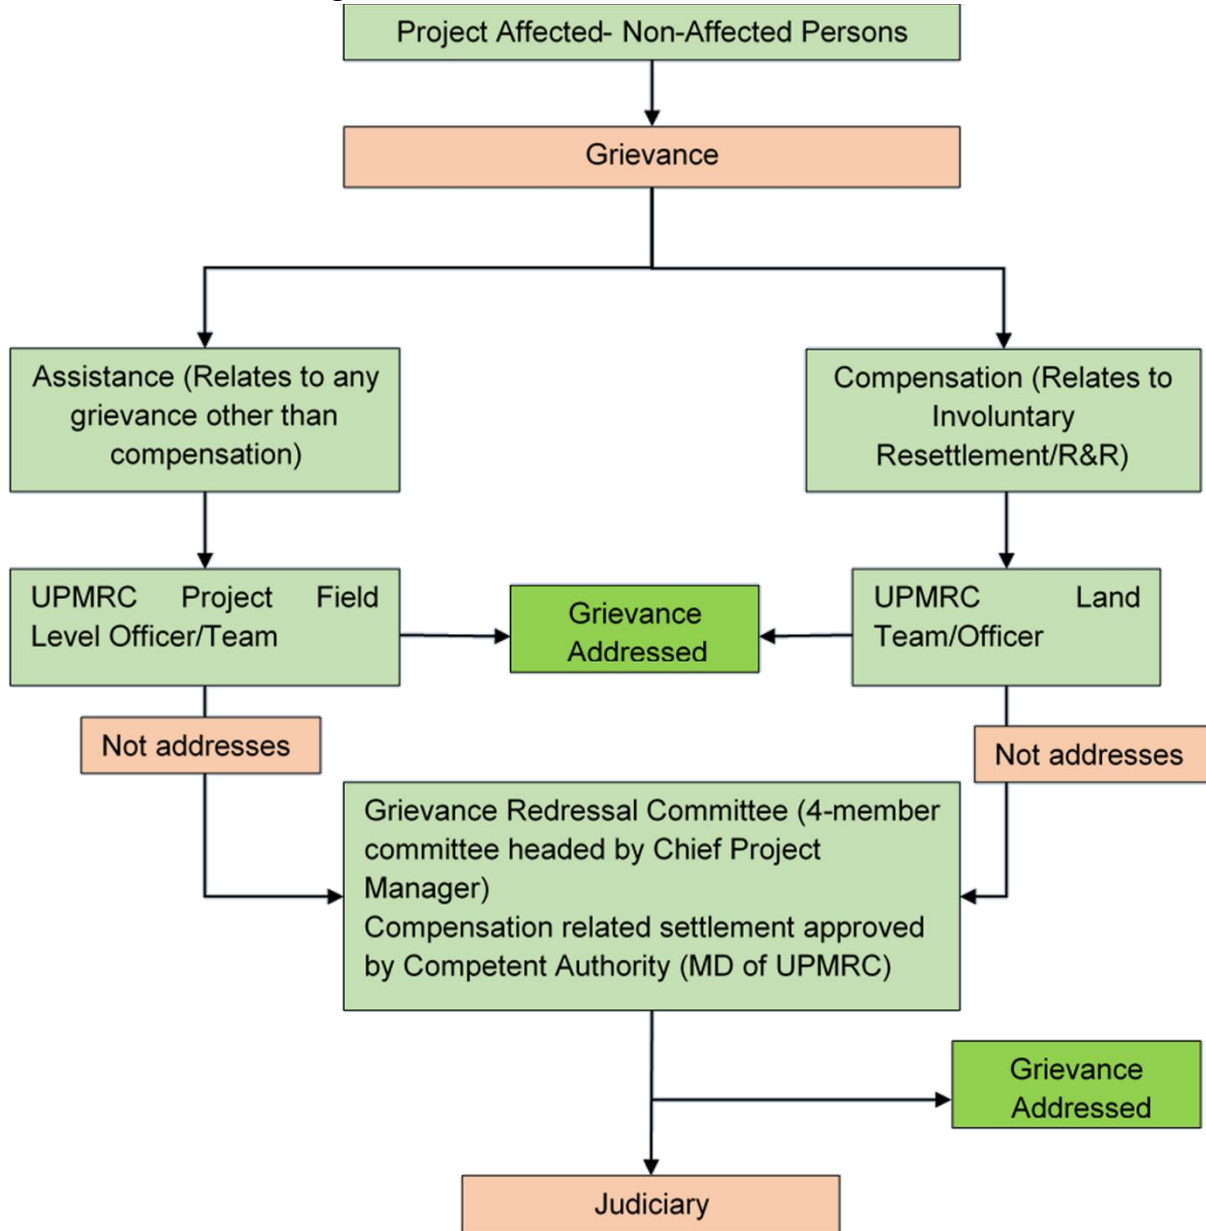 Project Affected- Non-Affected Persons
Grievance
Assistance (Relates to any
grievance other than
compensation)
Compensation (Relates to
Involuntary
Resettlement/R&R)
UPMRC Project Field
Level Officer/Team
Grievance
Addressed
UPMRC Land
Team/Officer
Not addresses
Not addresses
Grievance Redressal Committee (4-member
committee headed by Chief Project
Manager)
Compensation related settlement approved
by Competent Authority (MD of UPMRC)
Grievance
Addressed
Judiciary